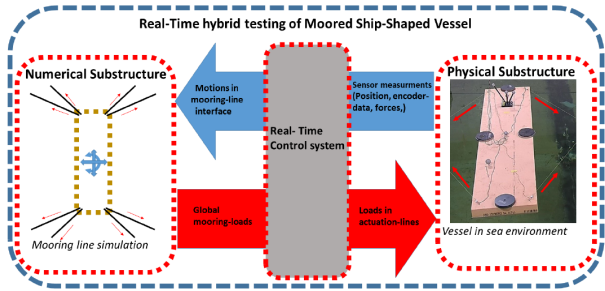 Real-Time hybrid testing of Moored Ship-Shaped Vessel
Numerical Substructure
Mooring line simulation
Motions in
mooring-line
interface
Global
mooring-loads
Real- Time
Control system
Sensor measurments
(Position, encoder-
data, forces,)
Loads in
actuation-lines
Physical Substructure
Vessel in sea environment